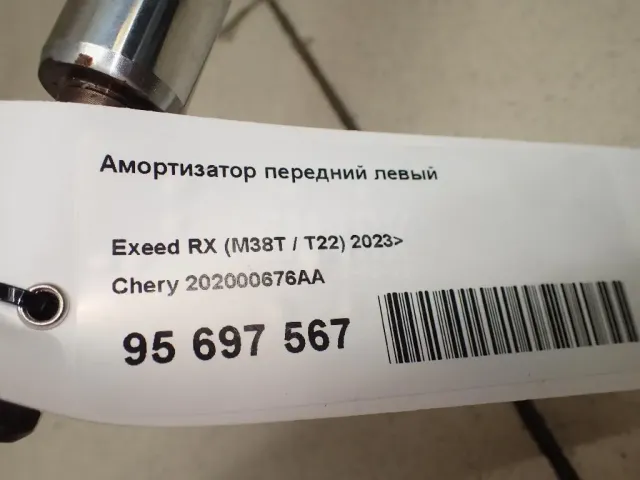 Амортизатор передний левый
Exeed RX (M38T / T22) 2023>
Chery 202000676AA
95 697 567